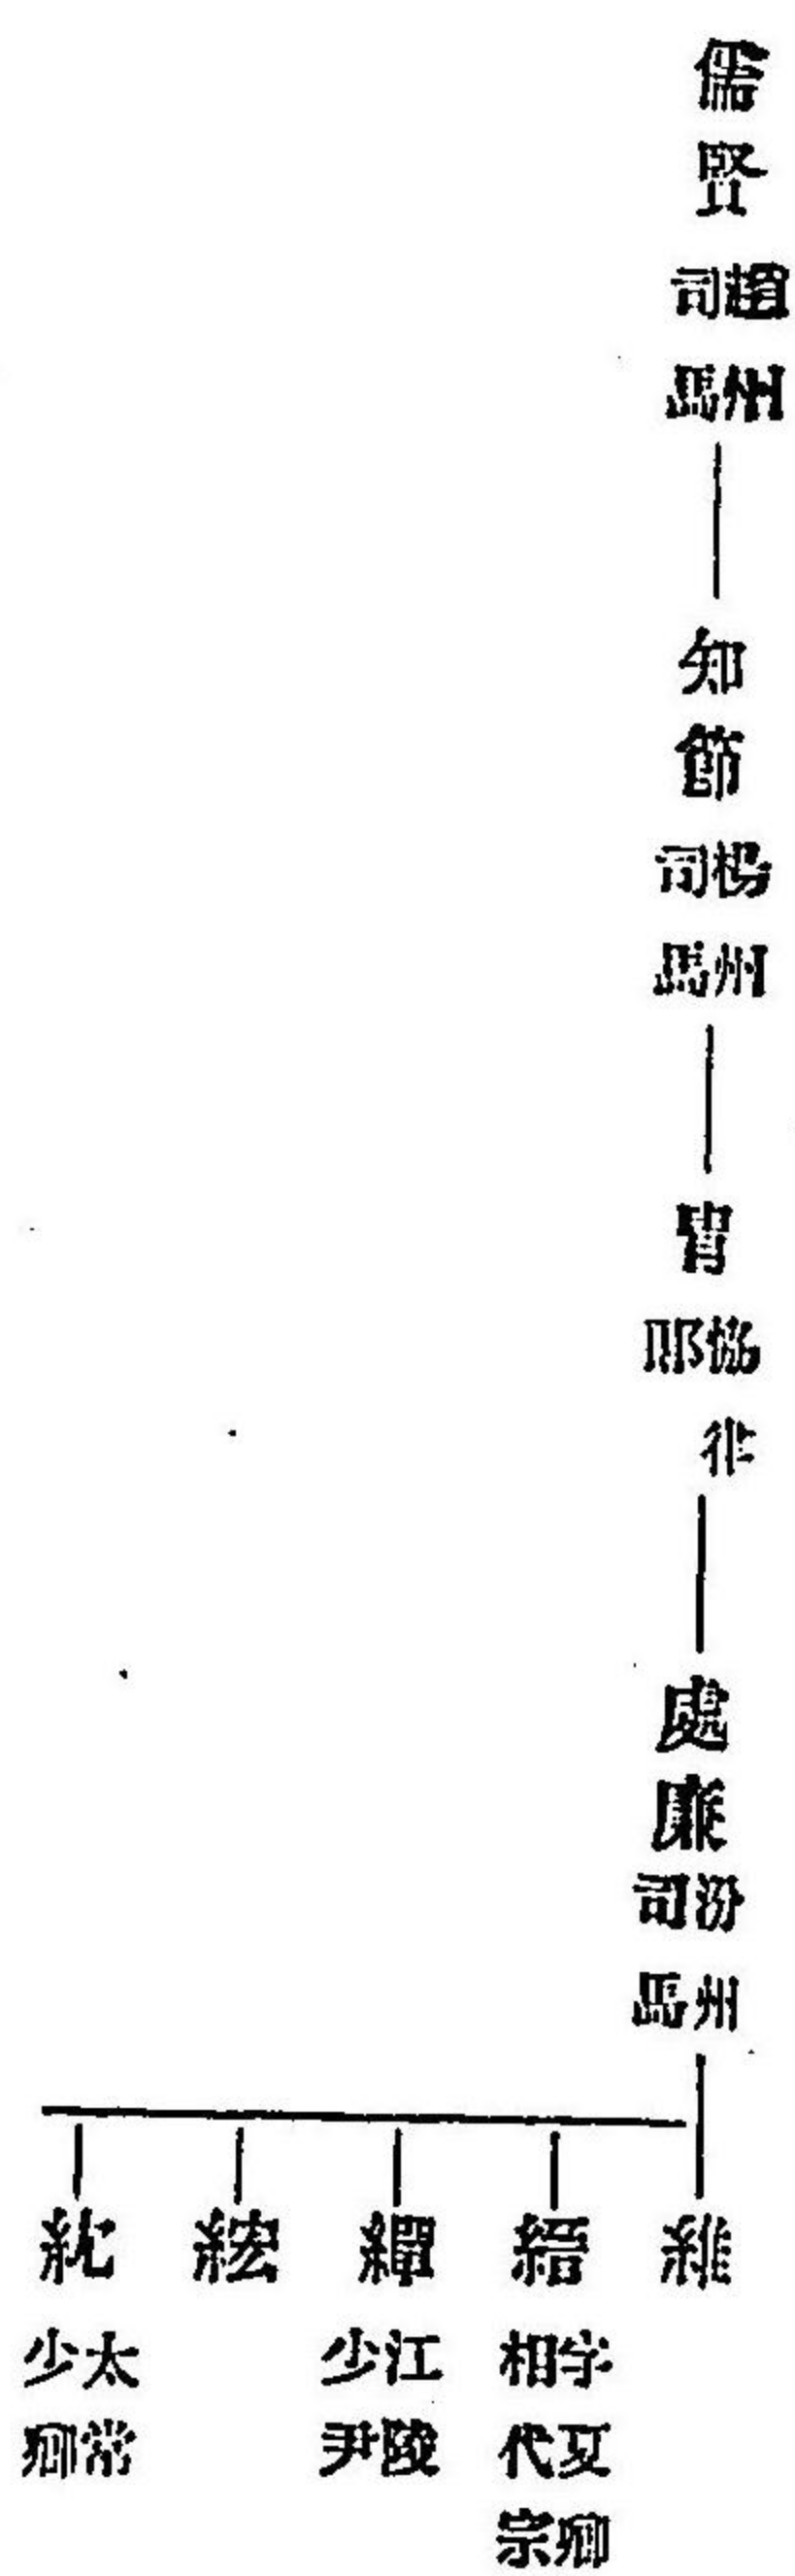 儒賢
趙州
司馬
知節
楊州
司馬
胄
協律
郎
處廉
汾州
司馬
維
縉
字夏卿
相代宗
繟
江陵
少尹
紘
紞
太常
少卿